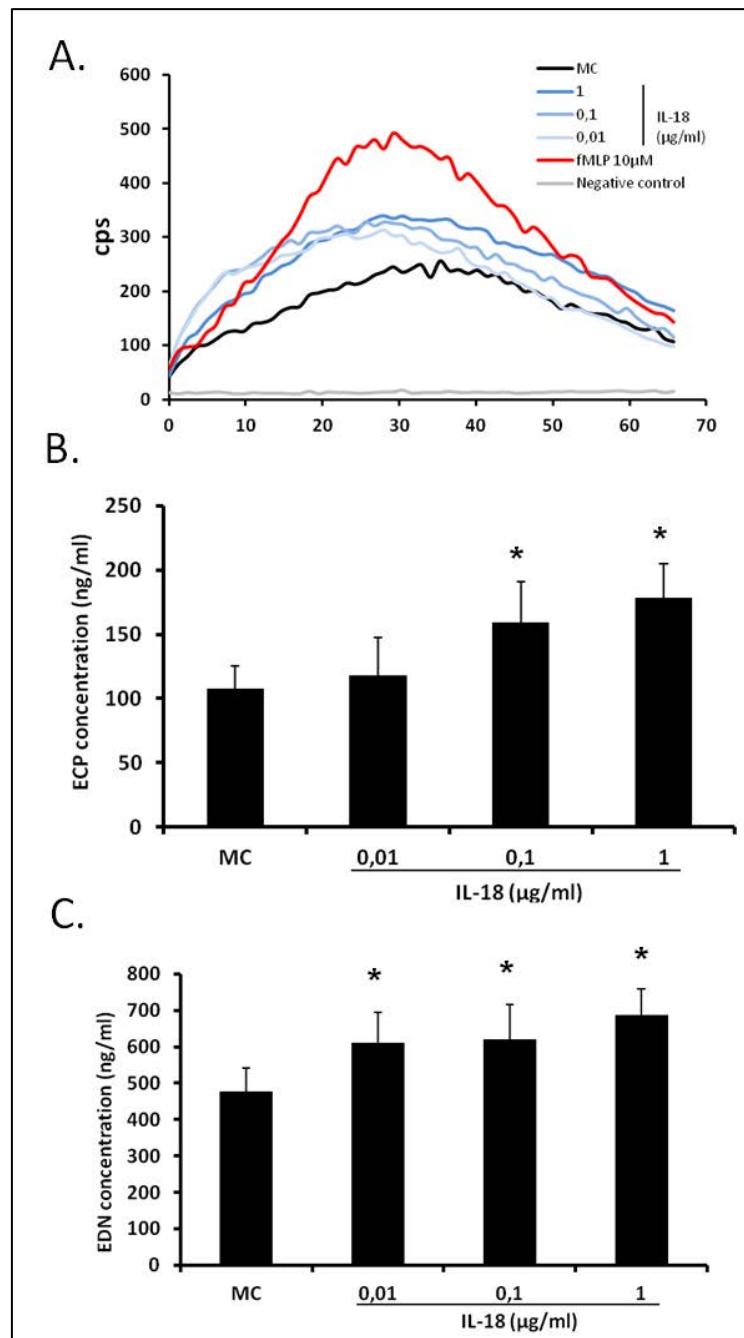 A.
600
500
400
300
200
100
0
cps
0 10 20 30 40 50 60 70
MC
1
0,1
0,01
IL-18
(µg/ml)
fMLP 10µM
Negative control
B.
250
200
150
100
50
0
ECP concentration (ng/ml)
* *
MC 0,01 0,1 1
IL-18 (µg/ml)
C.
800
700
600
500
400
300
200
100
0
EDN concentration (ng/ml)
* * *
MC 0,01 0,1 1
IL-18 (µg/ml)